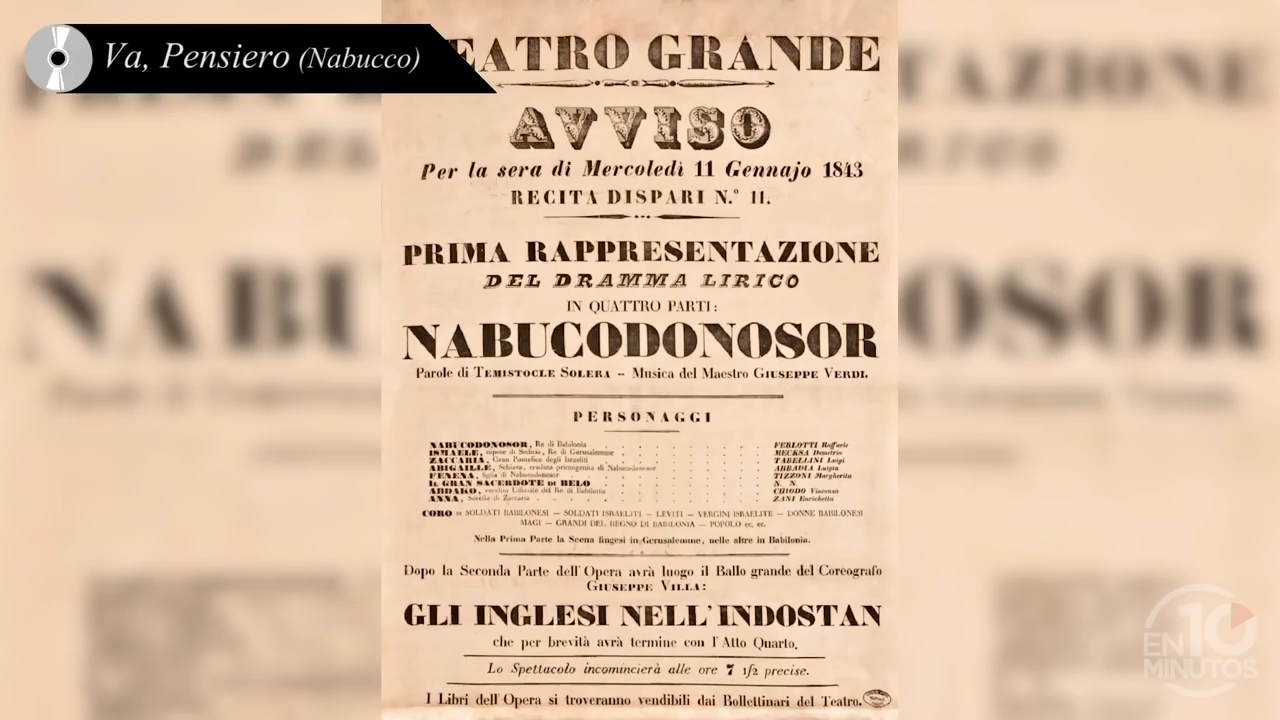 Va, Pensiero (Nabucco)
EATRO GRANDE
AVVISO
Per la sera di Mercoledì 11 Gennajo 1843
RECITA DISPARI N.º 11.
PRIMA RAPPRESENTAZIONE
DEL DRAMMA LIRICO
IN QUATTRO PARTI:
NABUCODONOSOR
Parole di TEMISTOCLE SOLERA -- Musica del Maestro GIUSEPPE VERDI.
PERSONAGGI
NABUCODONOSOR, Re di Babilonia . . . . . . . . FERLOTTI Raffaele
ISMAELE, nipote di Sedecia, Re di Gerusalemme . . . . . . . MECKSA Demetrio
ZACCARIA, Gran Pontefice degli Israeliti . . . . . . . . TABELLINI Luigi
ABIGAILLE, Schiava, creduta primogenita di Nabucodonosor . . . . . ABBADIA Luigia
FENENA, figlia di Nabucodonosor . . . . . . . . TIZZONI Margherita
IL GRAN SACERDOTE DI BELO . . . . . . . . N. N.
ABDALLO, Uffiziale del Re di Babilonia . . . . . . . CHIODO Vincenzo
ANNA, Sorella di Zaccaria . . . . . . . . ZANI Enrichetta
CORO = SOLDATI BABILONESI — SOLDATI ISRAELITI — LEVITI — VERGINI ISRAELITE — DONNE BABILONESI
MAGI — GRANDI DEL REGNO DI BABILONIA — POPOLO ec. ec.
Nella Prima Parte la Scena fingesi in Gerusalemme, nelle altre in Babilonia.
Dopo la Seconda Parte dell'Opera avrà luogo il Ballo grande del Coreografo
GIUSEPPE VILLA:
GLI INGLESI NELL'INDOSTAN
che per brevità avrà termine con l'Atto Quarto.
Lo Spettacolo incomincierà alle ore 7 1/2 precise.
I Libri dell'Opera si troveranno vendibili dai Bollettinari del Teatro.
EN 10
MINUTOS